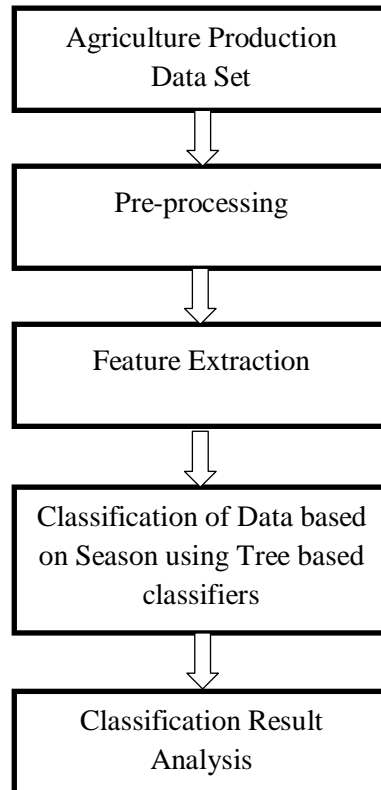 Agriculture Production
Data Set
Pre-processing
Feature Extraction
Classification of Data based
on Season using Tree based
classifiers
Classification Result
Analysis